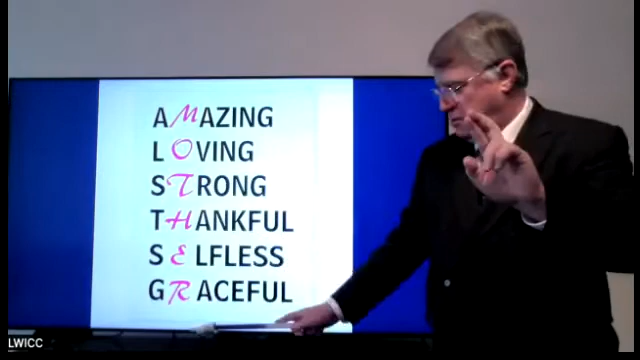 AMAZING
LOVING
STRONG
THANKFUL
SELFLESS
GRACEFUL
LWICC